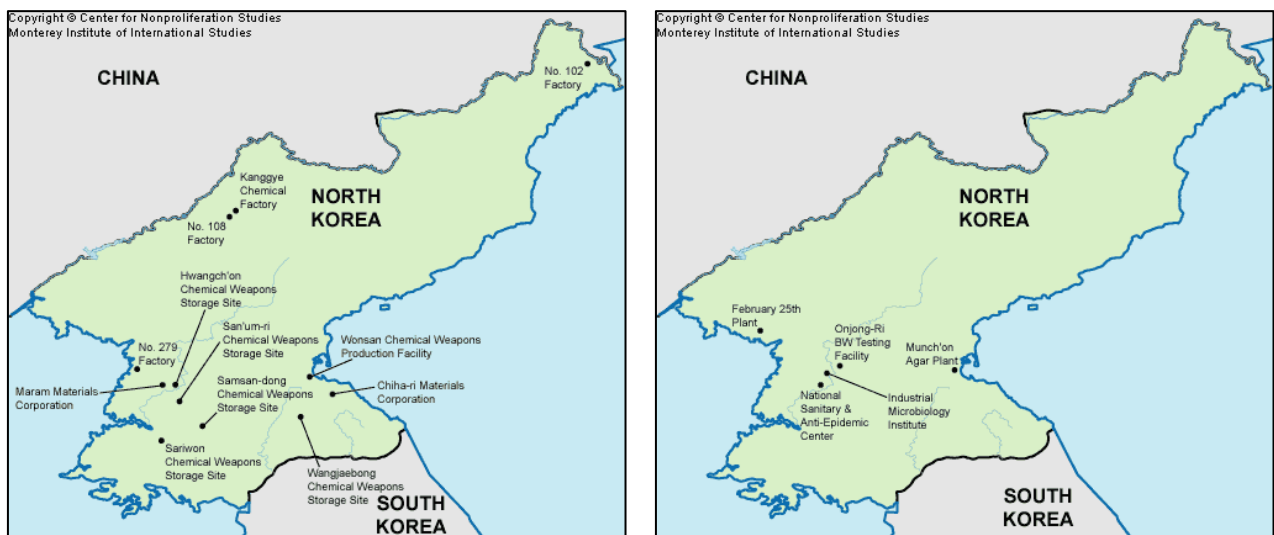 Copyright © Center for Nonproliferation Studies
Monterey Institute of International Studies
CHINA
No. 102
Factory
Kanggye
Chemical
Factory
NORTH
KOREA
No. 108
Factory
Hwangch'on
Chemical Weapons
Storage Site
San'um-ri
Chemical Weapons
Storage Site
No. 279
Factory
Wonsan Chemical Weapons
Production Facility
Maram Materials
Corporation
Samsan-dong
Chemical Weapons
Storage Site
Chiha-ri Materials
Corporation
Sariwon
Chemical Weapons
Storage Site
Wangjaebong
Chemical Weapons
Storage Site
SOUTH
KOREA
Copyright © Center for Nonproliferation Studies
Monterey Institute of International Studies
CHINA
No. 102
Factory
NORTH
KOREA
February 25th
Plant
Onjong-Ri
BW Testing
Facility
Munch'on
Agar Plant
National
Sanitary &
Anti-Epidemic
Center
Industrial
Microbiology
Institute
SOUTH
KOREA